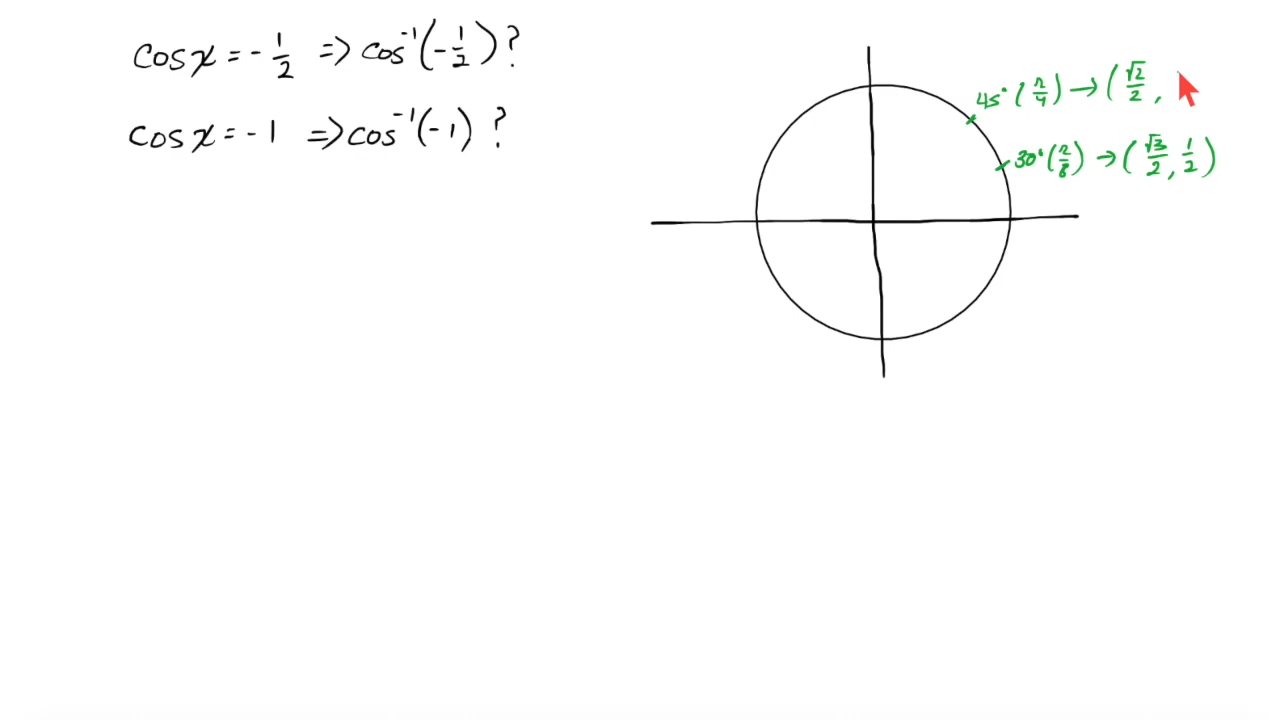 cos x = - 1/2 => cos⁻¹(-1/2)?
cos x = -1 => cos⁻¹(-1)?
45° (π/4) → (√2/2,
30° (π/6) → (√3/2, 1/2)